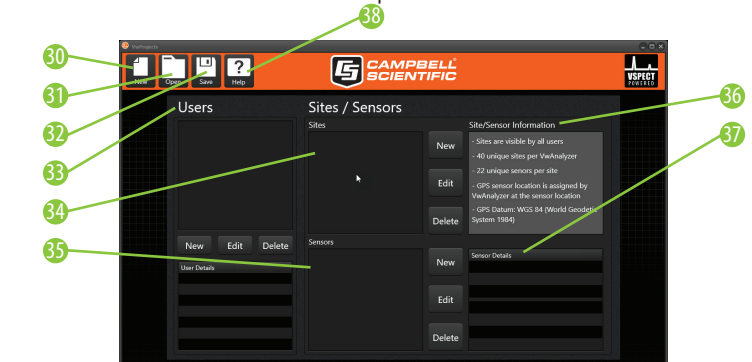 38
VwProjects
30
31
32
33
34
35
36
37
New
Open
Save
Help
CAMPBELL
SCIENTIFIC
VSPECT
POWERED
Users
Sites / Sensors
Sites
Site/Sensor Information
New
Edit
Delete
- Sites are visible by all users
- 40 unique sites per VwAnalyzer
- 22 unique senors per site
- GPS sensor location is assigned by
VwAnalyzer at the sensor location
- GPS Datum: WGS 84 (World Geodetic
System 1984)
New
Edit
Delete
User Details
Sensors
New
Edit
Delete
Sensor Details